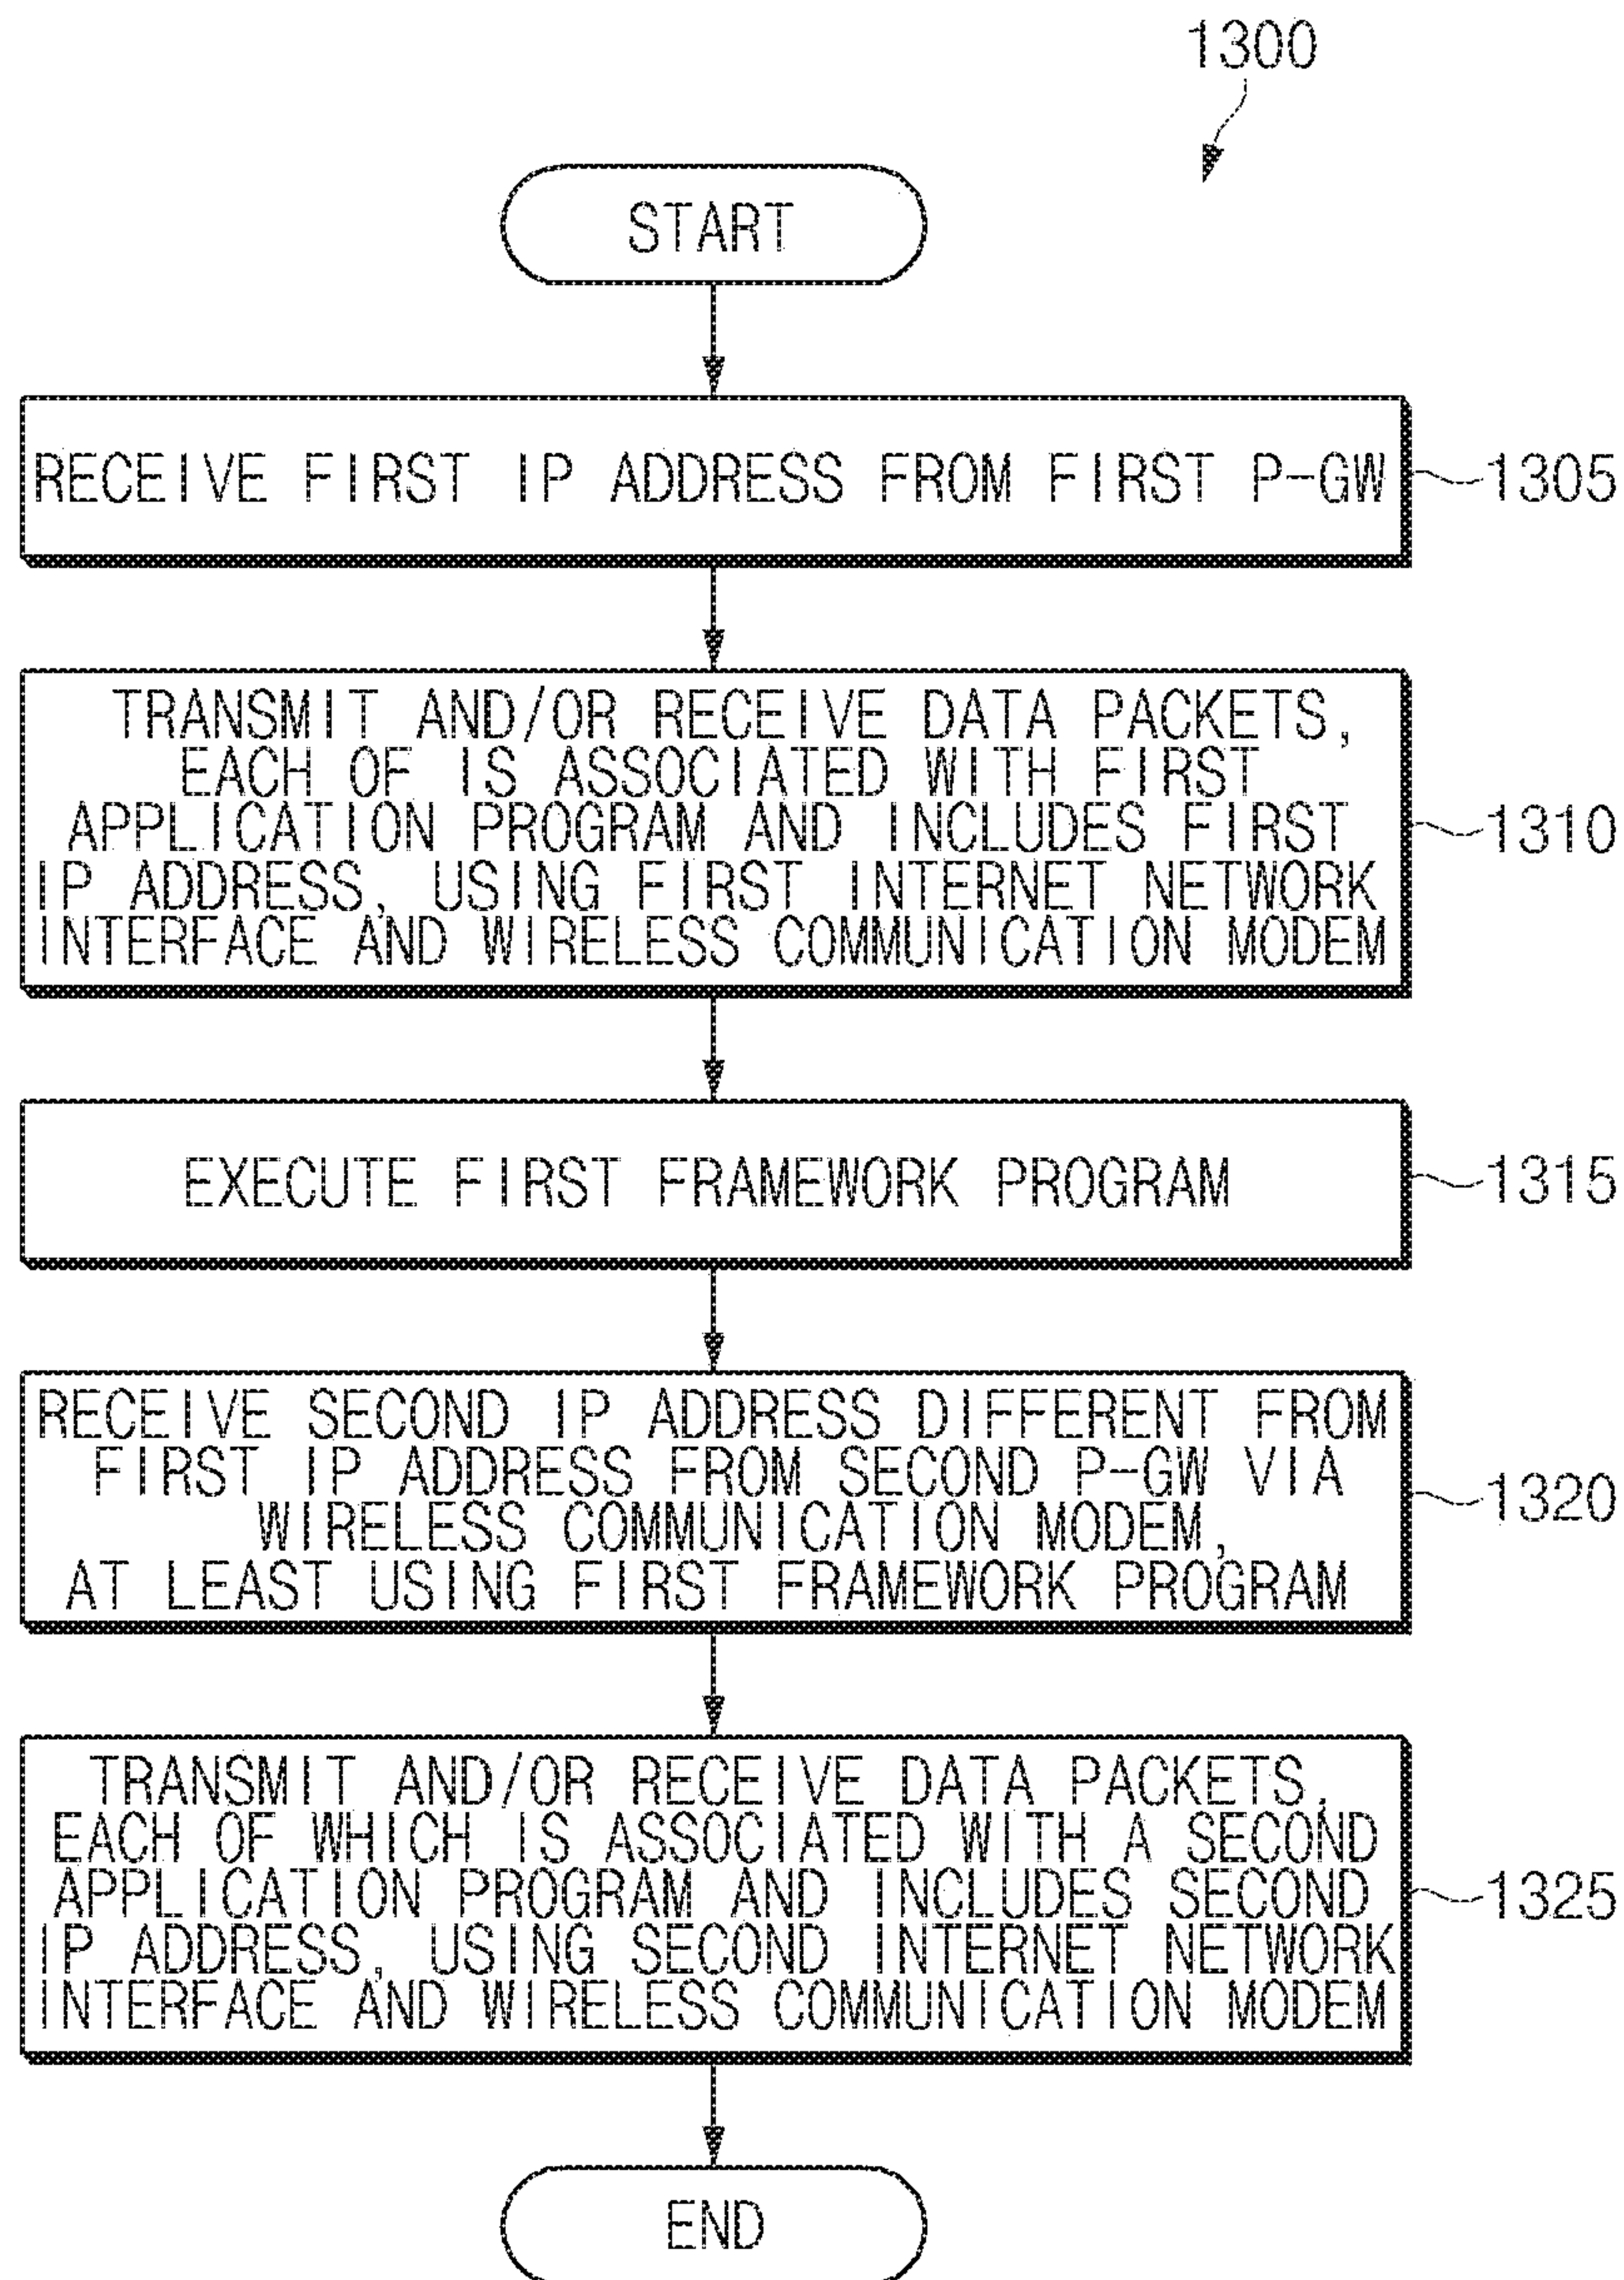 1300
START
RECEIVE FIRST IP ADDRESS FROM FIRST P-GW
1305
TRANSMIT AND/OR RECEIVE DATA PACKETS,
EACH OF IS ASSOCIATED WITH FIRST
APPLICATION PROGRAM AND INCLUDES FIRST
IP ADDRESS, USING FIRST INTERNET NETWORK
INTERFACE AND WIRELESS COMMUNICATION MODEM
1310
EXECUTE FIRST FRAMEWORK PROGRAM
1315
RECEIVE SECOND IP ADDRESS DIFFERENT FROM
FIRST IP ADDRESS FROM SECOND P-GW VIA
WIRELESS COMMUNICATION MODEM,
AT LEAST USING FIRST FRAMEWORK PROGRAM
1320
TRANSMIT AND/OR RECEIVE DATA PACKETS,
EACH OF WHICH IS ASSOCIATED WITH A SECOND
APPLICATION PROGRAM AND INCLUDES SECOND
IP ADDRESS, USING SECOND INTERNET NETWORK
INTERFACE AND WIRELESS COMMUNICATION MODEM
1325
END